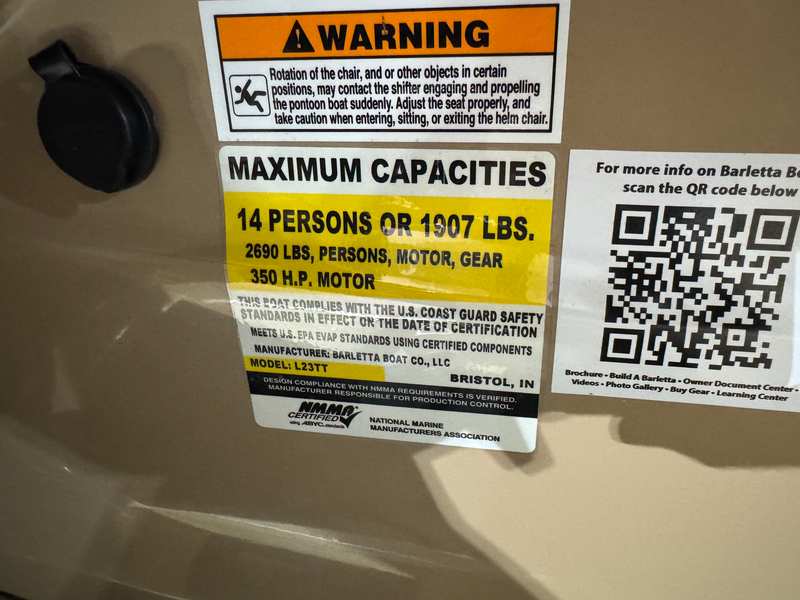 WARNING
Rotation of the chair, and or other objects in certain
positions, may contact the shifter engaging and propelling
the pontoon boat suddenly. Adjust the seat properly, and
take caution when entering, sitting, or exiting the helm chair.
MAXIMUM CAPACITIES
14 PERSONS OR 1907 LBS.
2690 LBS, PERSONS, MOTOR, GEAR
350 H.P. MOTOR
THIS BOAT COMPLIES WITH THE U.S. COAST GUARD SAFETY
STANDARDS IN EFFECT ON THE DATE OF CERTIFICATION
MEETS U.S. EPA EVAP STANDARDS USING CERTIFIED COMPONENTS
MANUFACTURER: BARLETTA BOAT CO., LLC
MODEL: L23TT
BRISTOL, IN
DESIGN COMPLIANCE WITH NMMA REQUIREMENTS IS VERIFIED.
MANUFACTURER RESPONSIBLE FOR PRODUCTION CONTROL.
NMMA
CERTIFIED
using ABYC standards
NATIONAL MARINE
MANUFACTURERS ASSOCIATION
For more info on Barletta Bo
scan the QR code below
Brochure • Build A Barletta • Owner Document Center •
Videos • Photo Gallery • Buy Gear • Learning Center